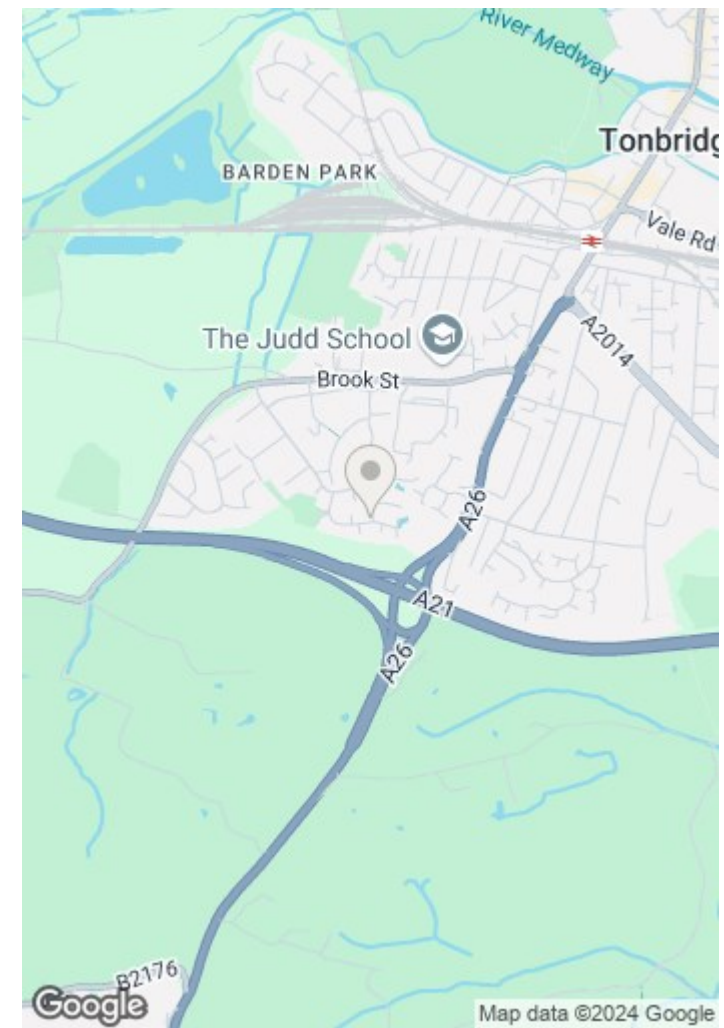 River Medway
Tonbridg
BARDEN PARK
Vale Rd
The Judd School
A2014
Brook St
A26
A21
A26
B2176
Google
Map data ©2024 Google